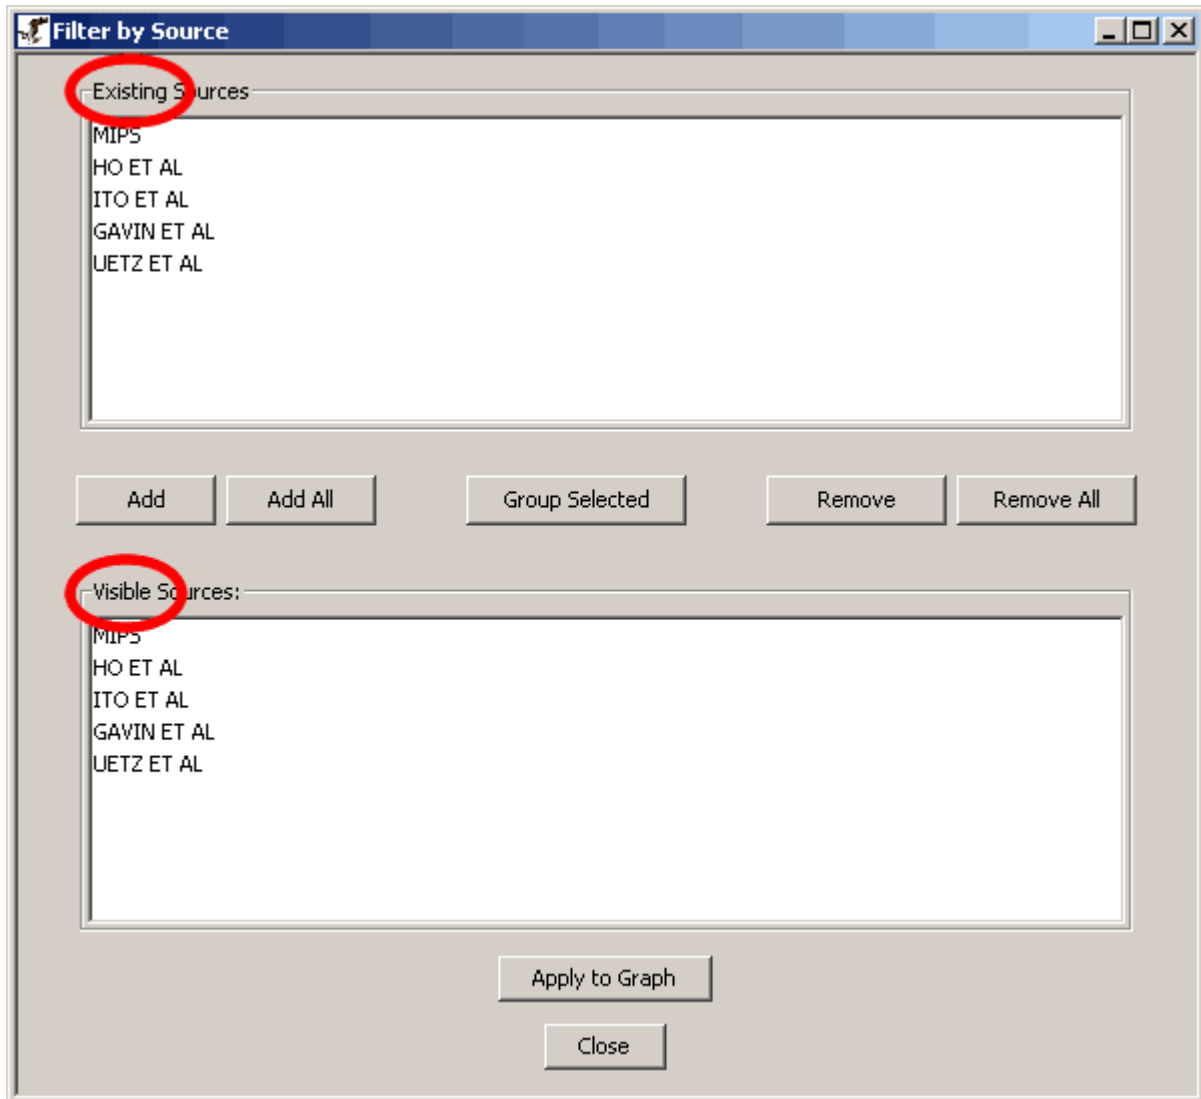 Filter by Source
Existing Sources
MIPS
HO ET AL
ITO ET AL
GAVIN ET AL
UETZ ET AL
Add Add All Group Selected Remove Remove All
Visible Sources:
MIPS
HO ET AL
ITO ET AL
GAVIN ET AL
UETZ ET AL
Apply to Graph
Close